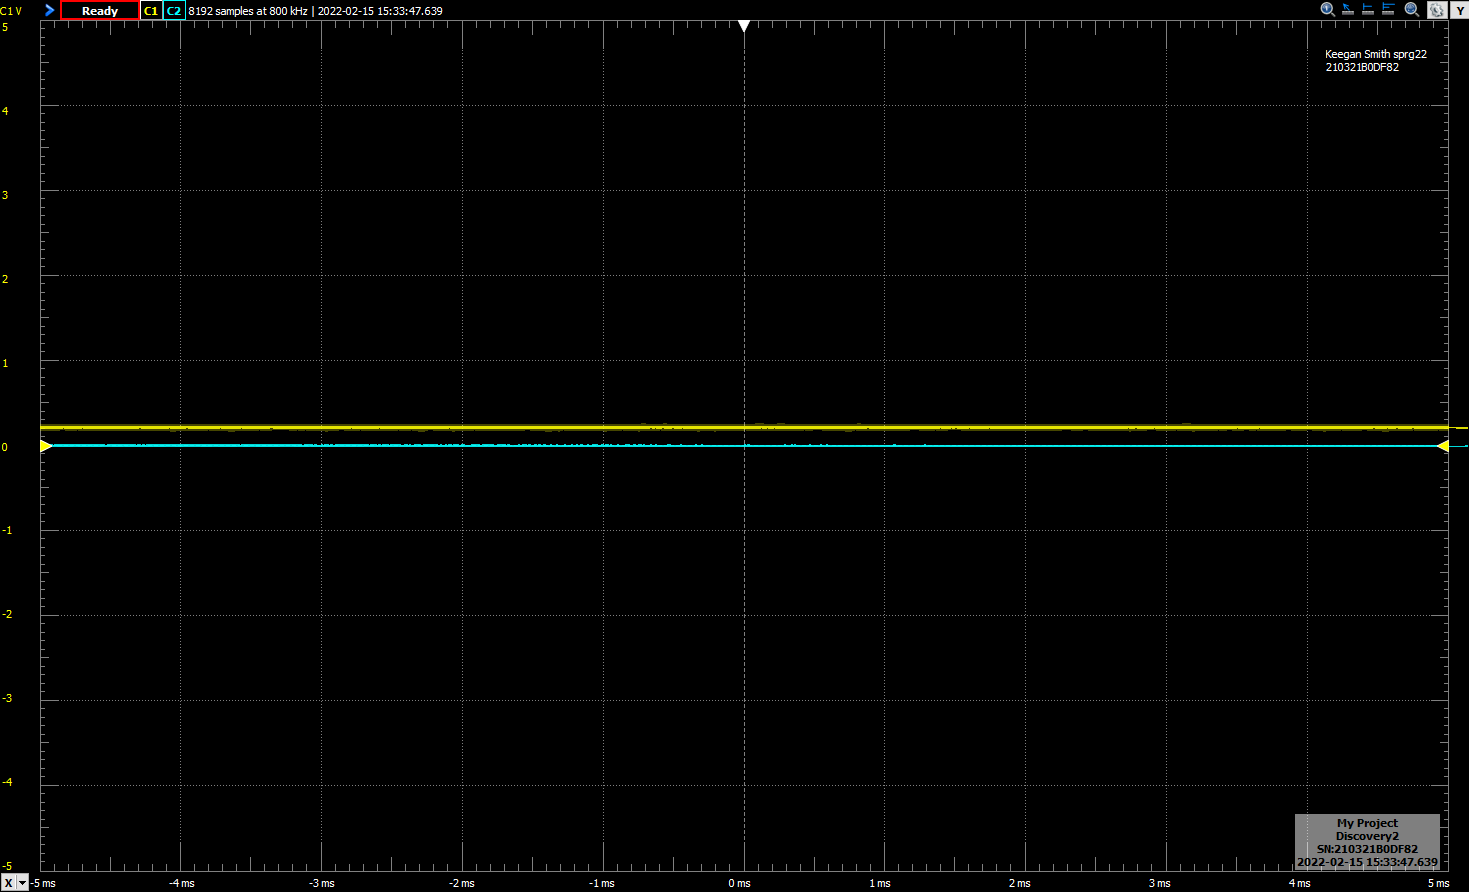 C1 V Ready C1 C2 8192 samples at 800 kHz | 2022-02-15 15:33:47.639 Y
Keegan Smith sprg22
210321B0DF82
5
4
3
2
1
0
-1
-2
-3
-4
-5
My Project
Discovery2
SN:210321B0DF82
2022-02-15 15:33:47.639
X -5 ms -4 ms -3 ms -2 ms -1 ms 0 ms 1 ms 2 ms 3 ms 4 ms 5 ms